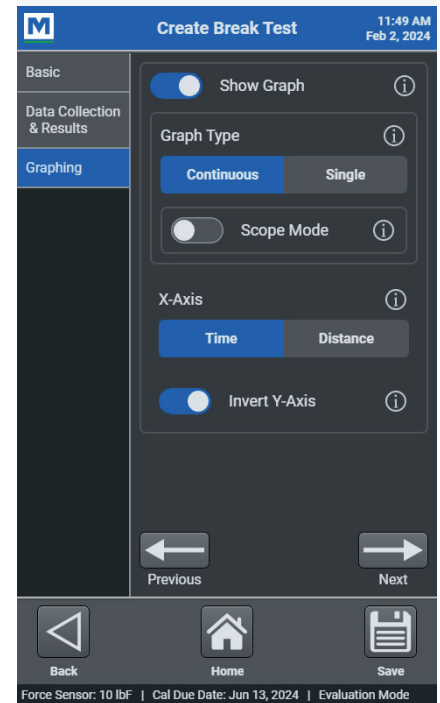 M
Create Break Test
11:49 AM
Feb 2, 2024
Basic
Data Collection
& Results
Graphing
Show Graph
Graph Type
Continuous Single
Scope Mode
X-Axis
Time Distance
Invert Y-Axis
Previous Next
Back Home Save
Force Sensor: 10 lbF | Cal Due Date: Jun 13, 2024 | Evaluation Mode